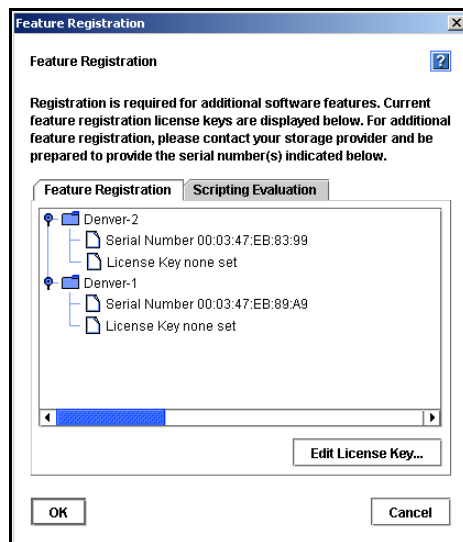 Feature Registration
Feature Registration
?
Registration is required for additional software features. Current
feature registration license keys are displayed below. For additional
feature registration, please contact your storage provider and be
prepared to provide the serial number(s) indicated below.
Feature Registration Scripting Evaluation
Denver-2
Serial Number 00:03:47:EB:83:99
License Key none set
Denver-1
Serial Number 00:03:47:EB:89:A9
License Key none set
Edit License Key...
OK Cancel